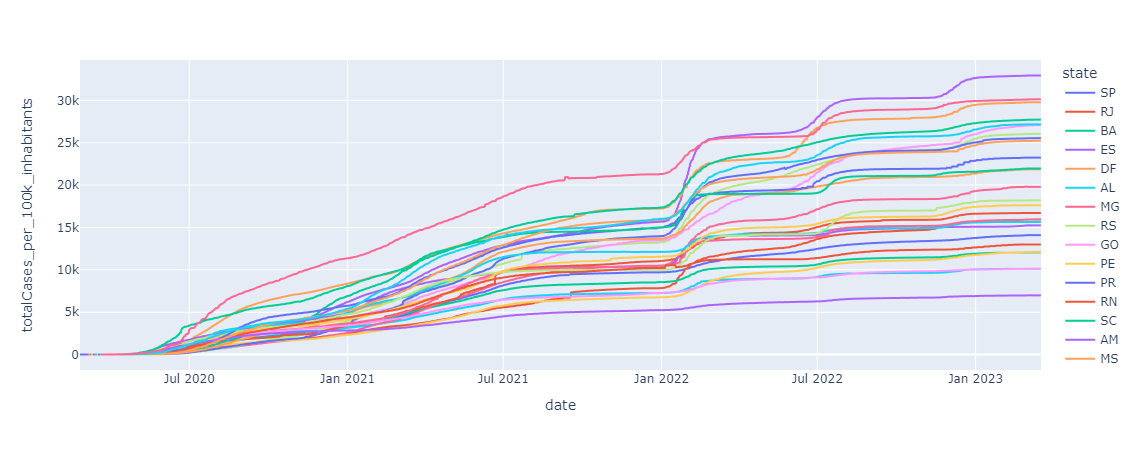 totalCases_per_100k_inhabitants
30k
25k
20k
15k
10k
5k
0
Jul 2020
Jan 2021
Jul 2021
Jan 2022
Jul 2022
Jan 2023
date
state
SP
RJ
BA
ES
DF
AL
MG
RS
GO
PE
PR
RN
SC
AM
MS